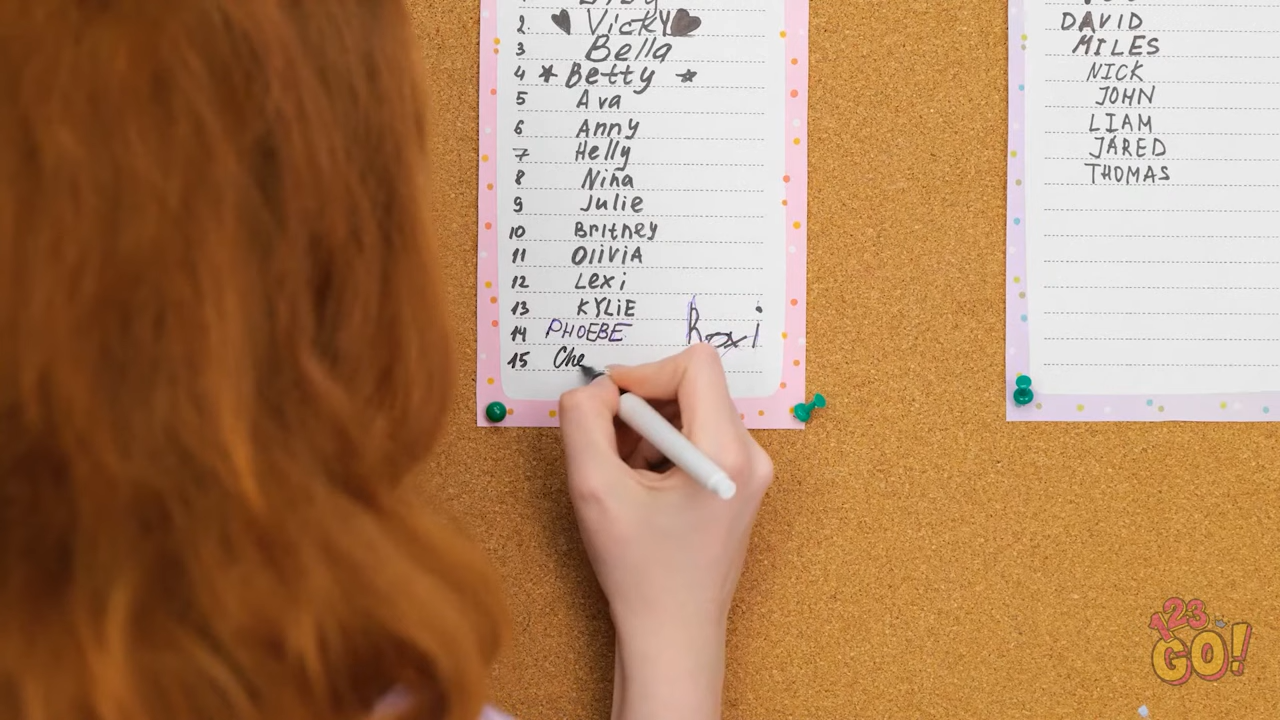 2. Vicky
3 Bella
4 * Betty *
5 Ava
6 Anny
7 Helly
8 Nina
9 Julie
10 Britney
11 OliviA
12 Lexi
13 KYLiE
14 PHOEBE
Roxi
15 Che
DAVID
MILES
NICK
JOHN
LIAM
JARED
THOMAS
123
GO!